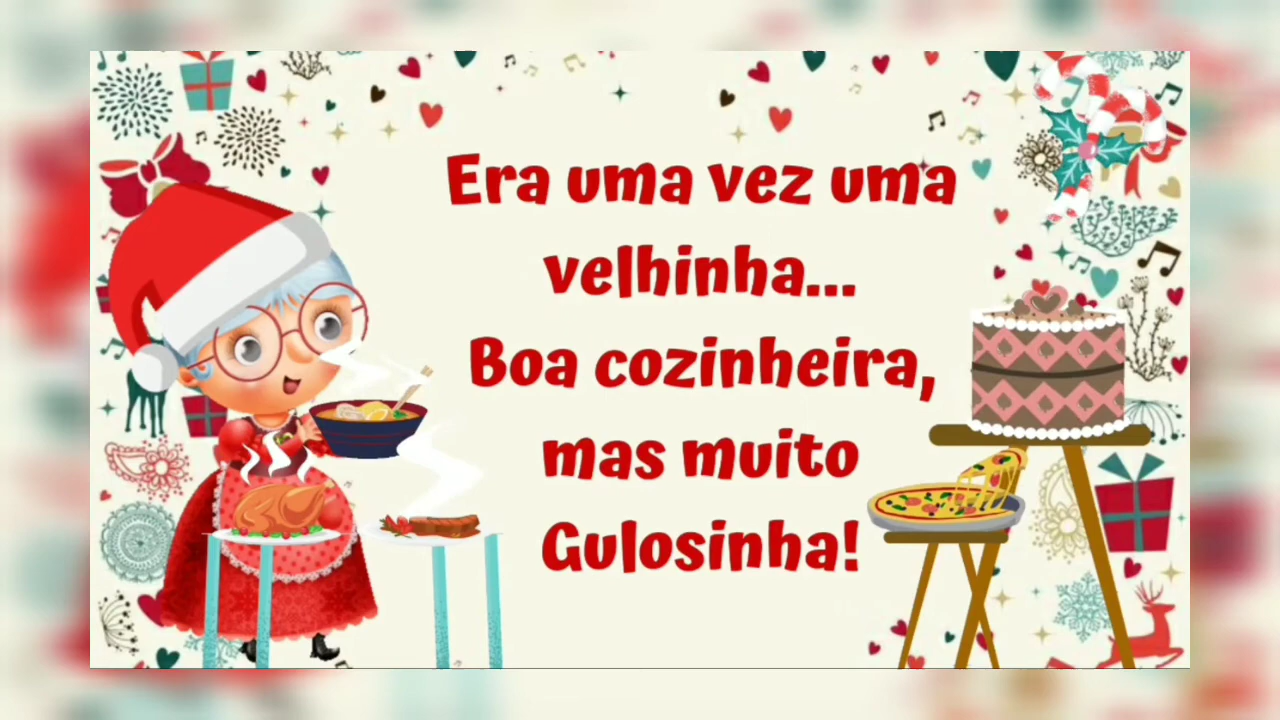 Era uma vez uma
velhinha...
Boa cozinheira,
mas muito
Gulosinha!